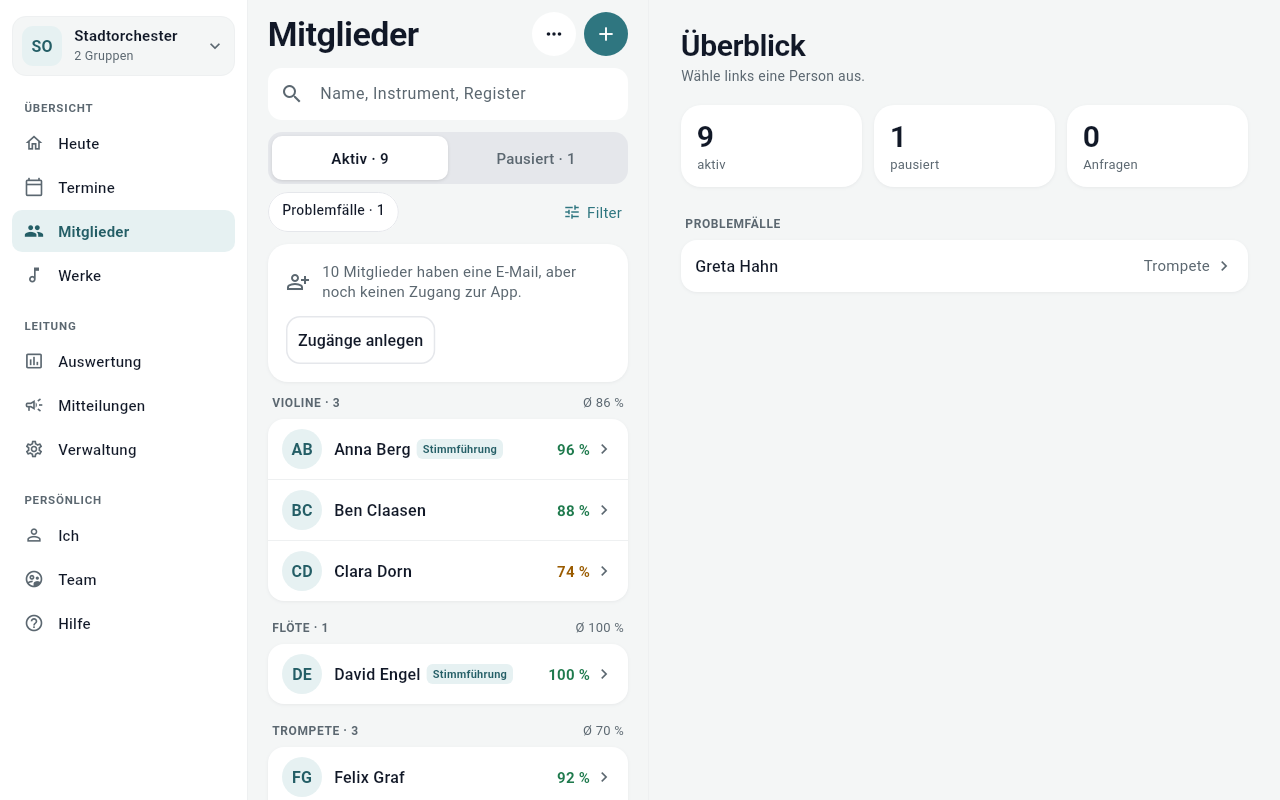 SO
Stadtorchester
2 Gruppen
ÜBERSICHT
Heute
Termine
Mitglieder
Werke
LEITUNG
Auswertung
Mitteilungen
Verwaltung
PERSÖNLICH
Ich
Team
Hilfe
Mitglieder
Name, Instrument, Register
Aktiv · 9
Pausiert · 1
Problemfälle · 1
Filter
10 Mitglieder haben eine E-Mail, aber
noch keinen Zugang zur App.
Zugänge anlegen
VIOLINE · 3
Ø 86 %
AB Anna Berg Stimmführung 96 %
BC Ben Claasen 88 %
CD Clara Dorn 74 %
FLÖTE · 1
Ø 100 %
DE David Engel Stimmführung 100 %
TROMPETE · 3
Ø 70 %
FG Felix Graf 92 %
Überblick
Wähle links eine Person aus.
9
aktiv
1
pausiert
0
Anfragen
PROBLEMFÄLLE
Greta Hahn
Trompete